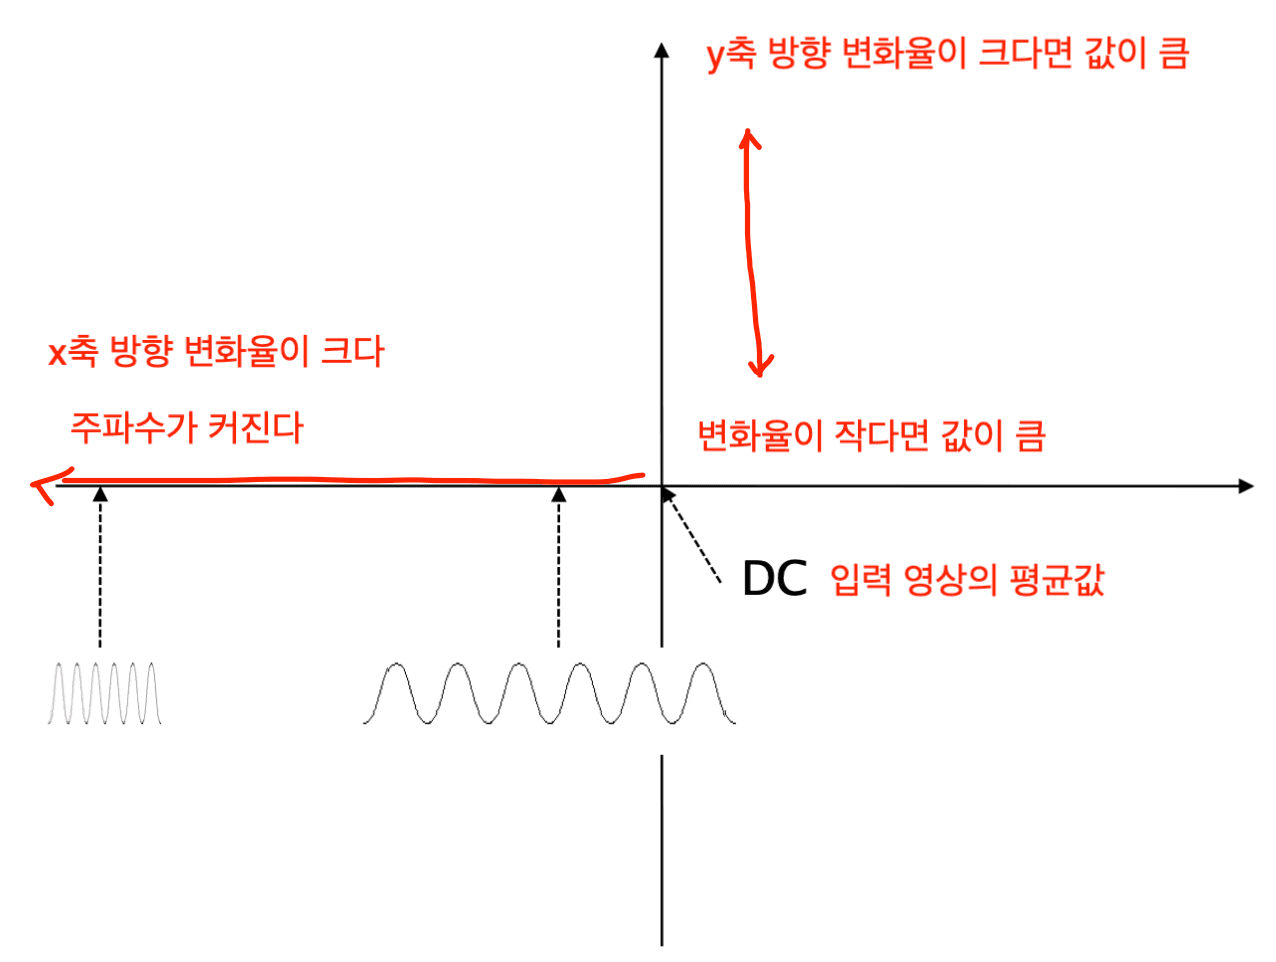 y축 방향 변화율이 크다면 값이 큼
x축 방향 변화율이 크다
주파수가 커진다
변화율이 작다면 값이 큼
DC 입력 영상의 평균값